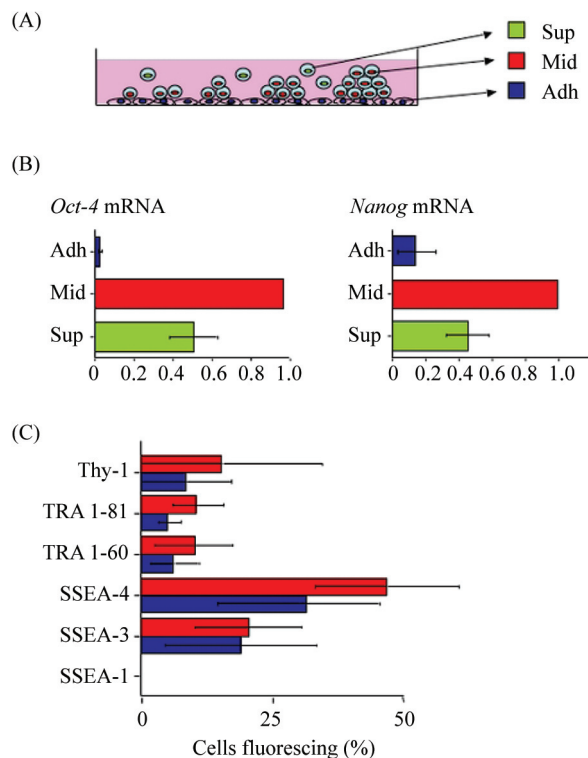 (A)
Sup
Mid
Adh
(B)
Oct-4 mRNA
Adh
Mid
Sup
0 0.2 0.4 0.6 0.8 1.0
Nanog mRNA
Adh
Mid
Sup
0 0.2 0.4 0.6 0.8 1.0
(C)
Thy-1
TRA 1-81
TRA 1-60
SSEA-4
SSEA-3
SSEA-1
0 25 50
Cells fluorescing (%)